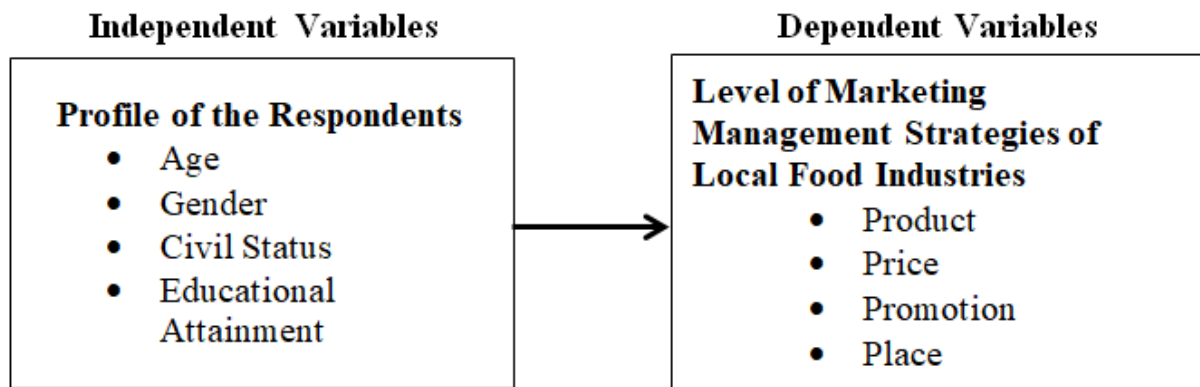 Independent Variables
Profile of the Respondents
• Age
• Gender
• Civil Status
• Educational
Attainment
Dependent Variables
Level of Marketing
Management Strategies of
Local Food Industries
• Product
• Price
• Promotion
• Place